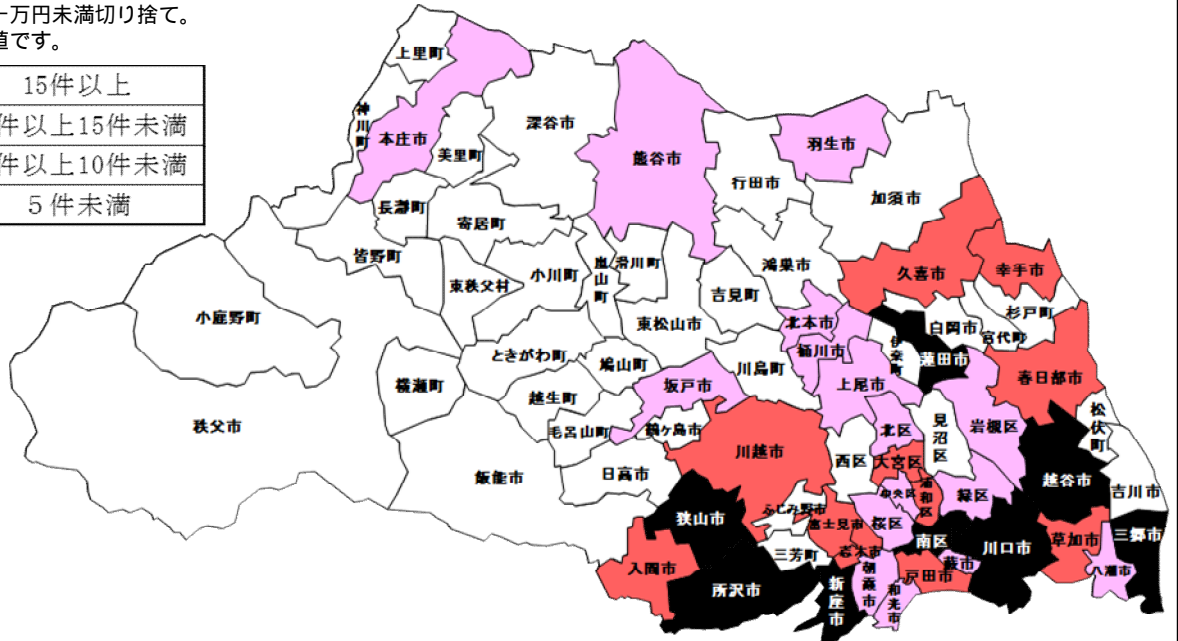 一万円未満切り捨て。
値です。
15件以上
件以上15件未満
件以上10件未満
5件未満
上里町
神川町
本庄市
美里町
深谷市
熊谷市
羽生市
行田市
加須市
長瀞町
寄居町
皆野町
東秩父村
小川町
嵐山町
滑川町
吉見町
鴻巣市
久喜市
幸手市
小鹿野町
東松山市
北本市
桶川市
伊奈町
白岡市
杉戸町
宮代町
蓮田市
ときがわ町
鳩山町
川島町
上尾市
春日部市
横瀬町
越生町
坂戸市
秩父市
毛呂山町
鶴ヶ島市
北区
見沼区
岩槻区
松伏町
飯能市
日高市
川越市
西区
大宮区
越谷市
吉川市
中央区
浦和区
緑区
狭山市
ふじみ野市
富士見市
桜区
南区
川口市
草加市
三郷市
三芳町
志木市
蕨市
入間市
朝霞市
戸田市
八潮市
所沢市
新座市
和光市